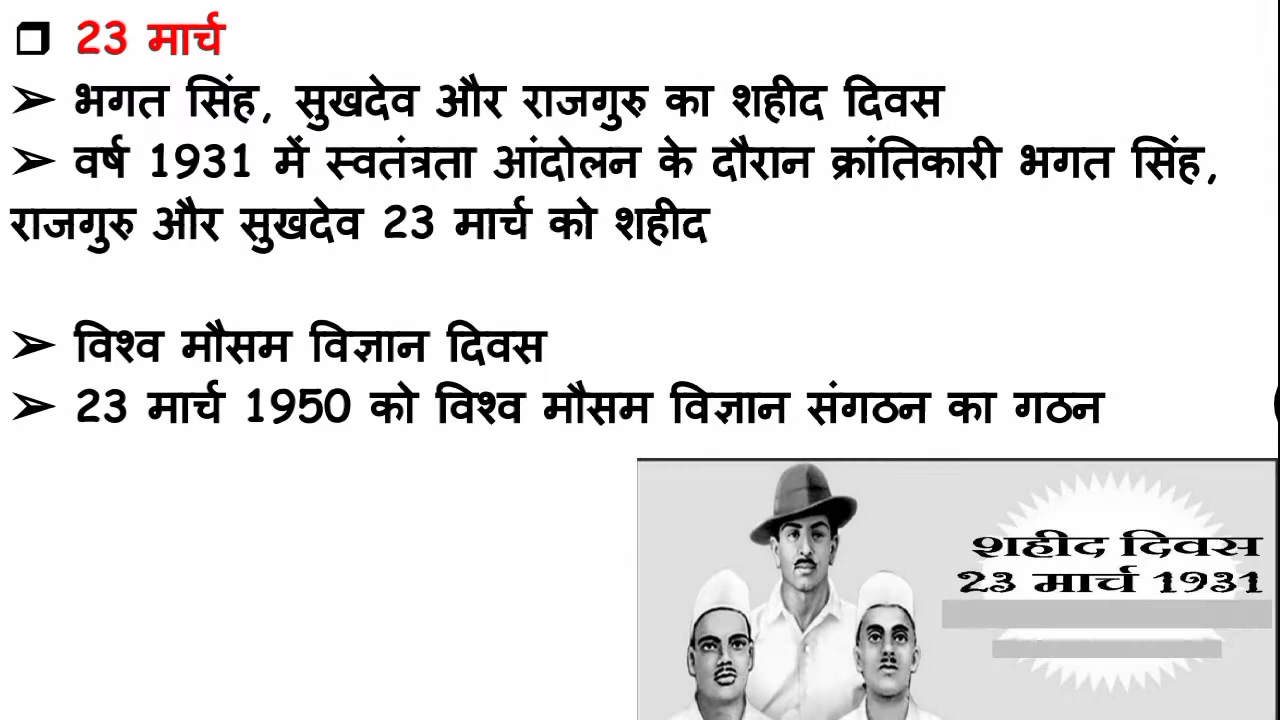 ❒ 23 मार्च
➢ भगत सिंह, सुखदेव और राजगुरु का शहीद दिवस
➢ वर्ष 1931 में स्वतंत्रता आंदोलन के दौरान क्रांतिकारी भगत सिंह,
राजगुरु और सुखदेव 23 मार्च को शहीद
➢ विश्व मौसम विज्ञान दिवस
➢ 23 मार्च 1950 को विश्व मौसम विज्ञान संगठन का गठन
शहीद दिवस
23 मार्च 1931